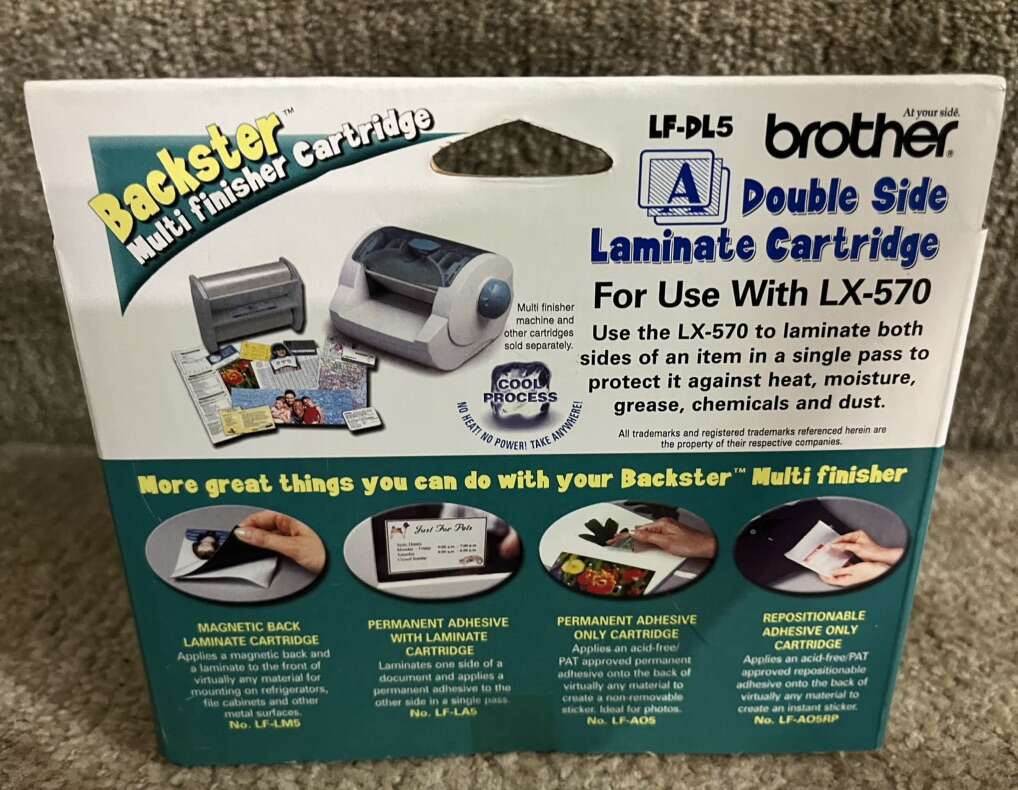 Backster™
Multi finisher Cartridge
LF-DL5
At your side.
brother®
A
Double Side
Laminate Cartridge
For Use With LX-570
Use the LX-570 to laminate both
sides of an item in a single pass to
protect it against heat, moisture,
grease, chemicals and dust.
Multi finisher
machine and
other cartridges
sold separately.
COOL
PROCESS
NO HEAT! NO POWER! TAKE ANYWHERE!
All trademarks and registered trademarks referenced herein are
the property of their respective companies.
More great things you can do with your Backster™ Multi finisher
Just For Pets
MAGNETIC BACK
LAMINATE CARTRIDGE
Applies a magnetic back and
a laminate to the front of
virtually any material for
mounting on refrigerators,
file cabinets and other
metal surfaces.
No. LF-LM5
PERMANENT ADHESIVE
WITH LAMINATE
CARTRIDGE
Laminates one side of a
document and applies a
permanent adhesive to the
other side in a single pass.
No. LF-LA5
PERMANENT ADHESIVE
ONLY CARTRIDGE
Applies an acid-free/
PAT approved permanent
adhesive onto the back of
virtually any material to
create a non-removable
sticker. Ideal for photos.
No. LF-AO5
REPOSITIONABLE
ADHESIVE ONLY
CARTRIDGE
Applies an acid-free/PAT
approved repositionable
adhesive onto the back of
virtually any material to
create an instant sticker.
No. LF-AO5RP